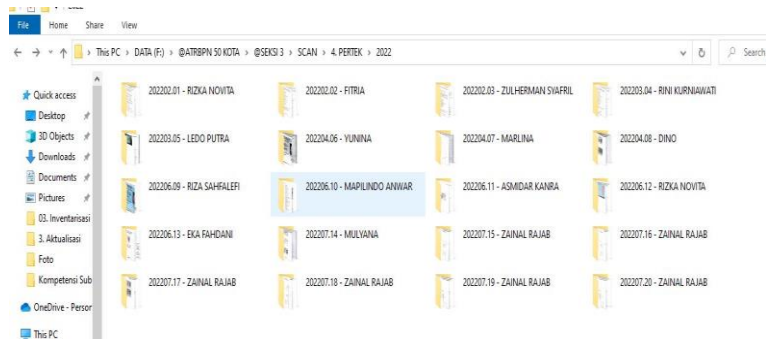 File Home Share View
This PC > DATA (F:) > @ATRBPN 50 KOTA > @SEKSI 3 > SCAN > 4. PERTEK > 2022
Search
Quick access
Desktop
3D Objects
Downloads
Documents
Pictures
03. Inventarisasi
3. Aktualisasi
Foto
Kompetensi Sub
OneDrive - Person
This PC
202202.01 - RIZKA NOVITA
202202.02 - FITRIA
202202.03 - ZULHERMAN SYAFRIL
202203.04 - RINI KURNIAWATI
202203.05 - LEDO PUTRA
202204.06 - YUNINA
202204.07 - MARLINA
202204.08 - DINO
202206.09 - RIZA SAHFALEFI
202206.10 - MAPILINDO ANWAR
202206.11 - ASMIDAR KANRA
202206.12 - RIZKA NOVITA
202206.13 - EKA FAHDANI
202207.14 - MULYANA
202207.15 - ZAINAL RAJAB
202207.16 - ZAINAL RAJAB
202207.17 - ZAINAL RAJAB
202207.18 - ZAINAL RAJAB
202207.19 - ZAINAL RAJAB
202207.20 - ZAINAL RAJAB